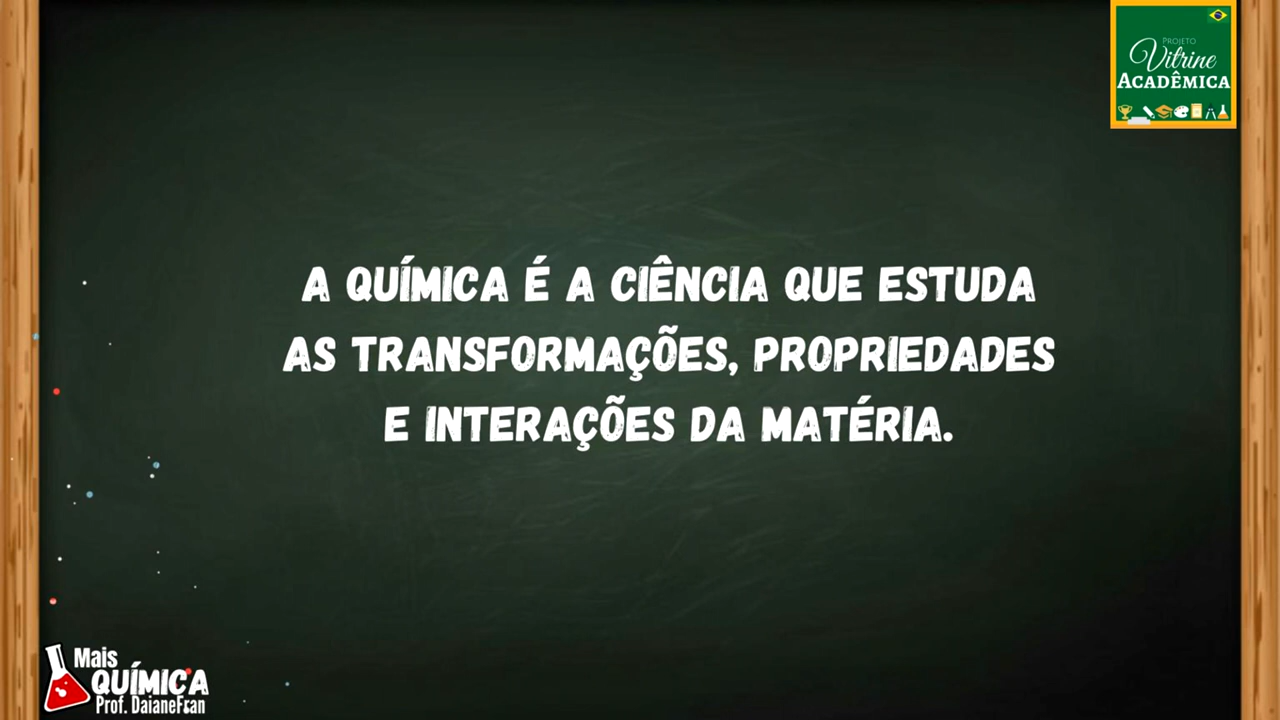 PROJETO
Vitrine
ACADÊMICA
A QUÍMICA É A CIÊNCIA QUE ESTUDA
AS TRANSFORMAÇÕES, PROPRIEDADES
E INTERAÇÕES DA MATÉRIA.
Mais
QUÍMICA
Prof. DaianeFran